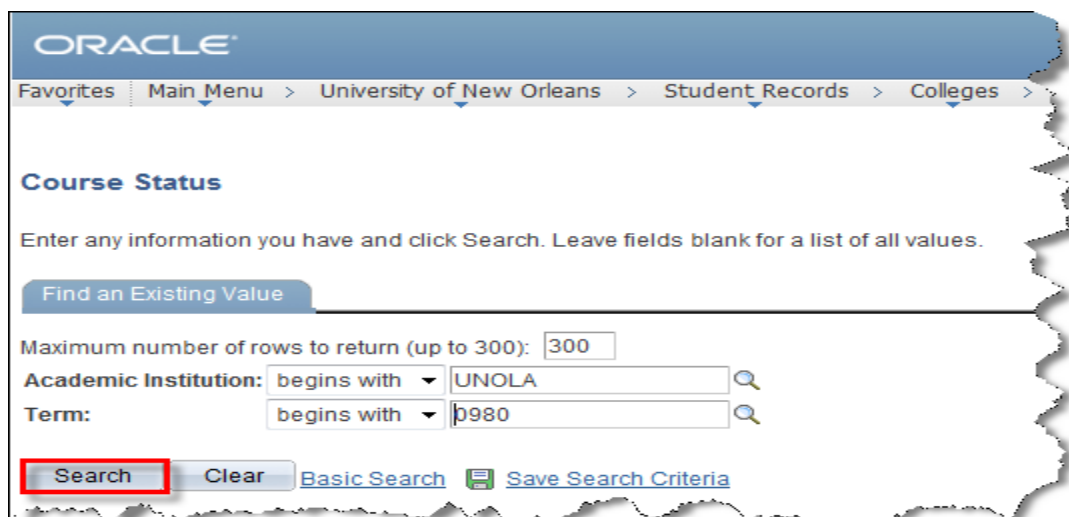 ORACLE
Favorites Main Menu > University of New Orleans > Student Records > Colleges >
Course Status
Enter any information you have and click Search. Leave fields blank for a list of all values.
Find an Existing Value
Maximum number of rows to return (up to 300): 300
Academic Institution: begins with UNOLA
Term: begins with 0980
Search Clear Basic Search Save Search Criteria